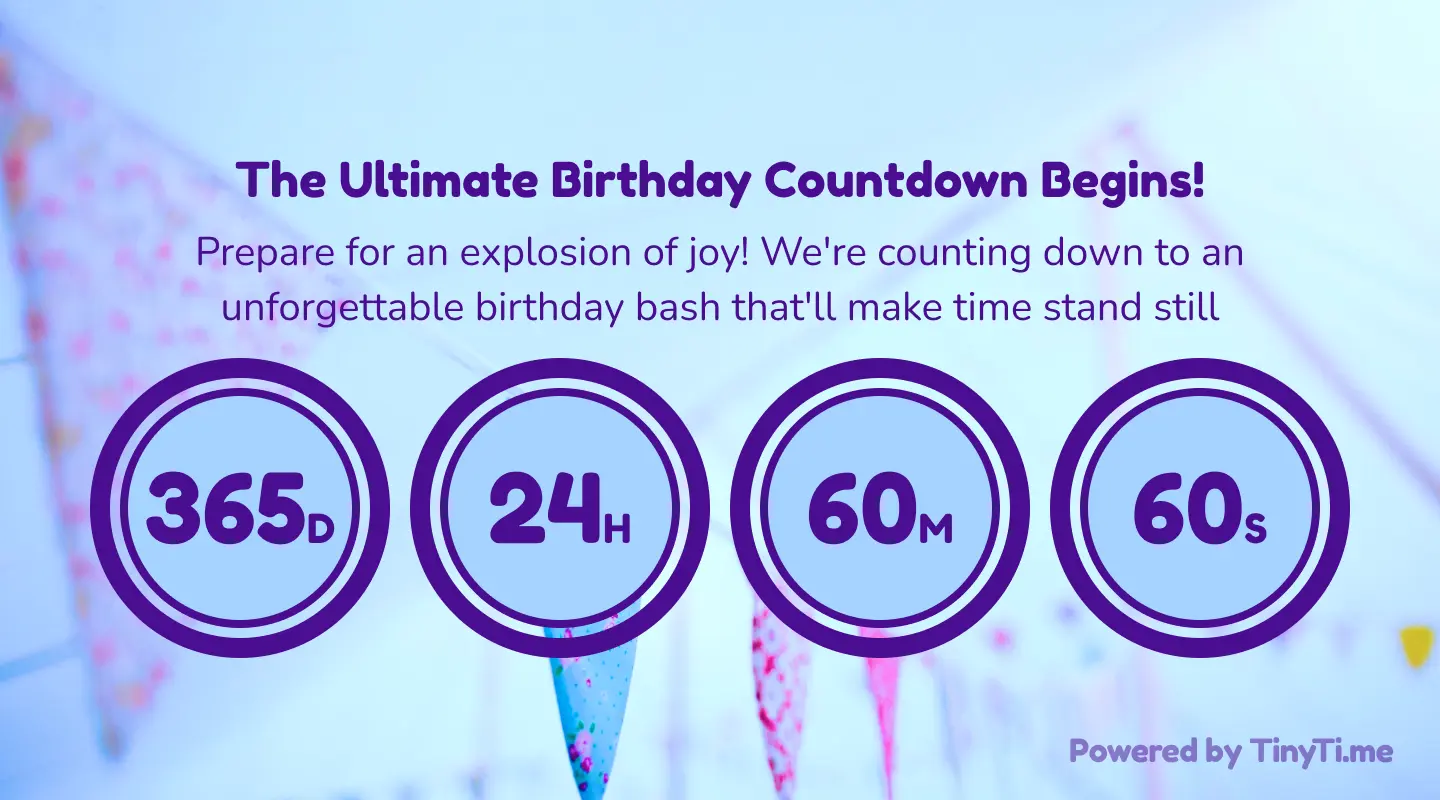 The Ultimate Birthday Countdown Begins!
Prepare for an explosion of joy! We're counting down to an
unforgettable birthday bash that'll make time stand still
365D 24H 60M 60S
Powered by TinyTi.me